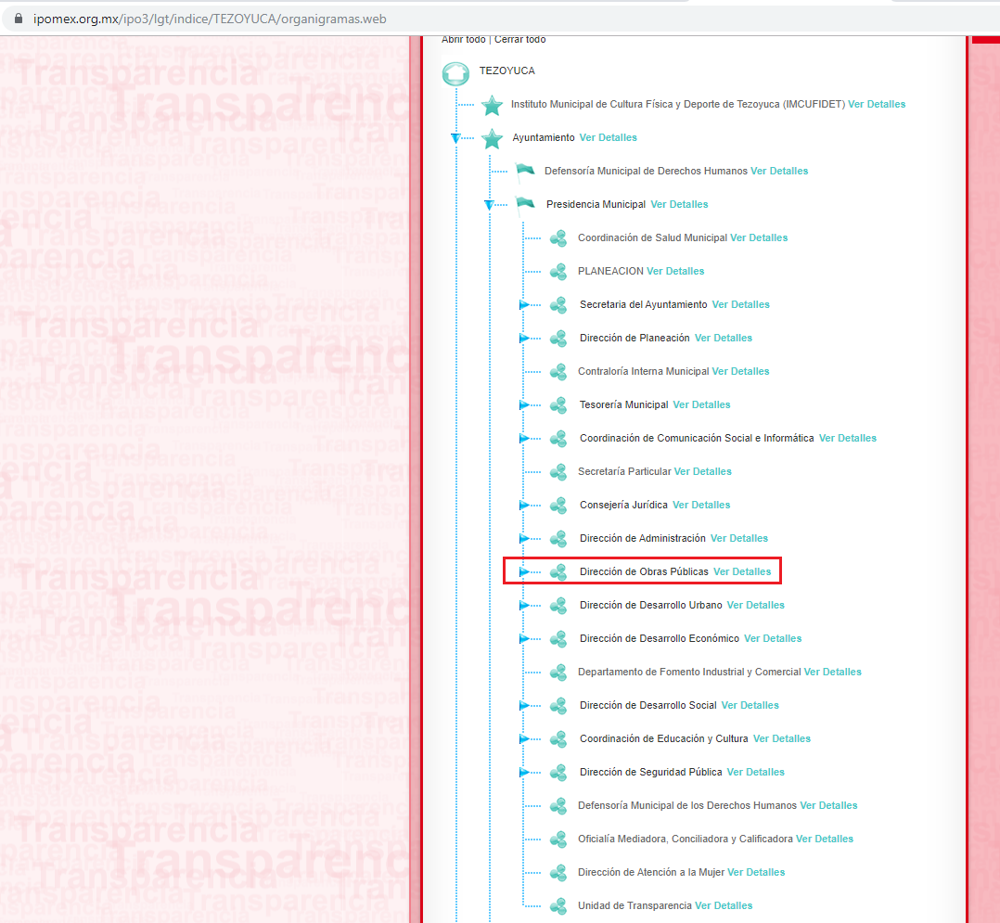 ipomex.org.mx/ipo3/lgt/indice/TEZOYUCA/organigramas.web
Abrir todo | Cerrar todo
TEZOYUCA
Instituto Municipal de Cultura Física y Deporte de Tezoyuca (IMCUFIDET) Ver Detalles
Ayuntamiento Ver Detalles
Defensoría Municipal de Derechos Humanos Ver Detalles
Presidencia Municipal Ver Detalles
Coordinación de Salud Municipal Ver Detalles
PLANEACION Ver Detalles
Secretaria del Ayuntamiento Ver Detalles
Dirección de Planeación Ver Detalles
Contraloría Interna Municipal Ver Detalles
Tesorería Municipal Ver Detalles
Coordinación de Comunicación Social e Informática Ver Detalles
Secretaría Particular Ver Detalles
Consejería Jurídica Ver Detalles
Dirección de Administración Ver Detalles
Dirección de Obras Públicas Ver Detalles
Dirección de Desarrollo Urbano Ver Detalles
Dirección de Desarrollo Económico Ver Detalles
Departamento de Fomento Industrial y Comercial Ver Detalles
Dirección de Desarrollo Social Ver Detalles
Coordinación de Educación y Cultura Ver Detalles
Dirección de Seguridad Pública Ver Detalles
Defensoría Municipal de los Derechos Humanos Ver Detalles
Oficialía Mediadora, Conciliadora y Calificadora Ver Detalles
Dirección de Atención a la Mujer Ver Detalles
Unidad de Transparencia Ver Detalles